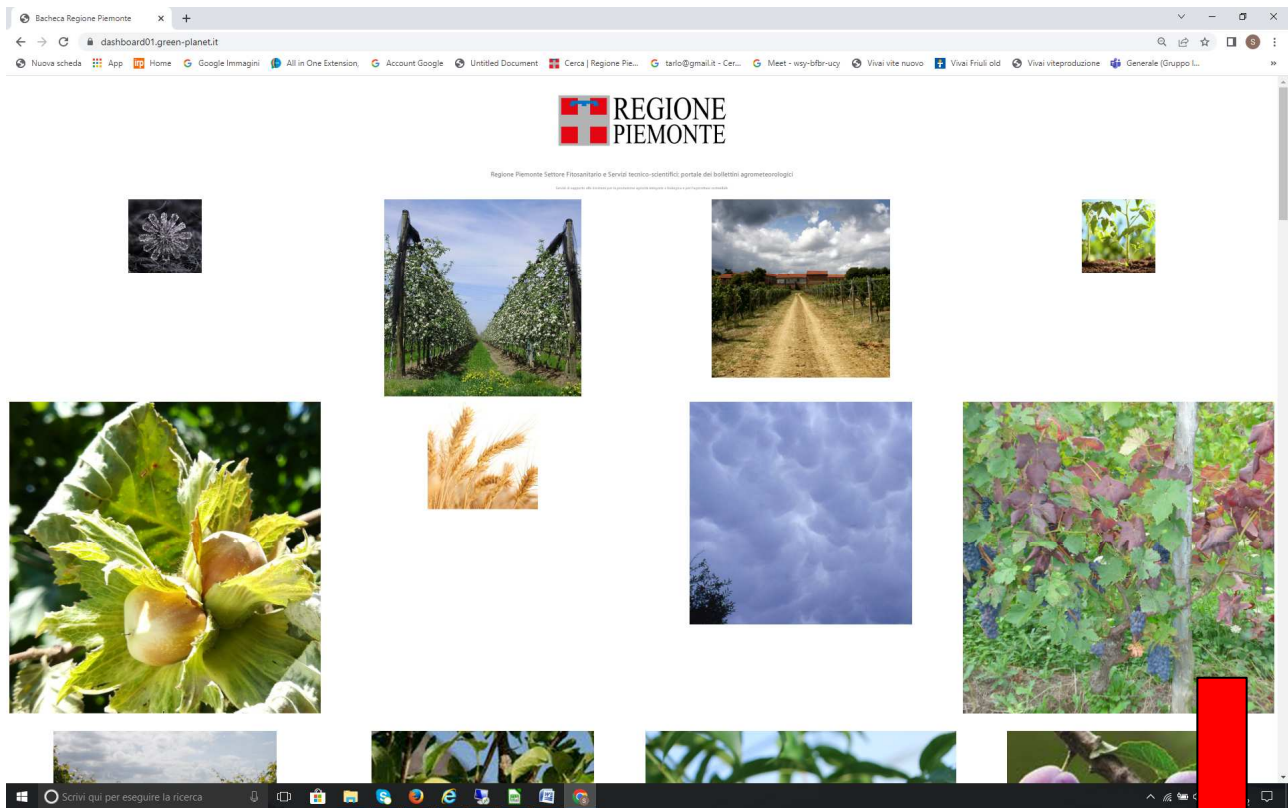 Bacheca Regione Piemonte
dashboard01.green-planet.it
Nuova scheda App Home Google Immagini All in One Extension, Account Google Untitled Document Cerca | Regione Pie... tarlo@gmail.it - Cer... Meet - wsy-bfbr-ucy Vivai vite nuovo Vivai Friuli old Vivai viteproduzione Generale (Gruppo I... »
REGIONE
PIEMONTE
Regione Piemonte Settore Fitosanitario e Servizi tecnico-scientifici: portale dei bollettini agrometeorologici
Scrivi qui per eseguire la ricerca